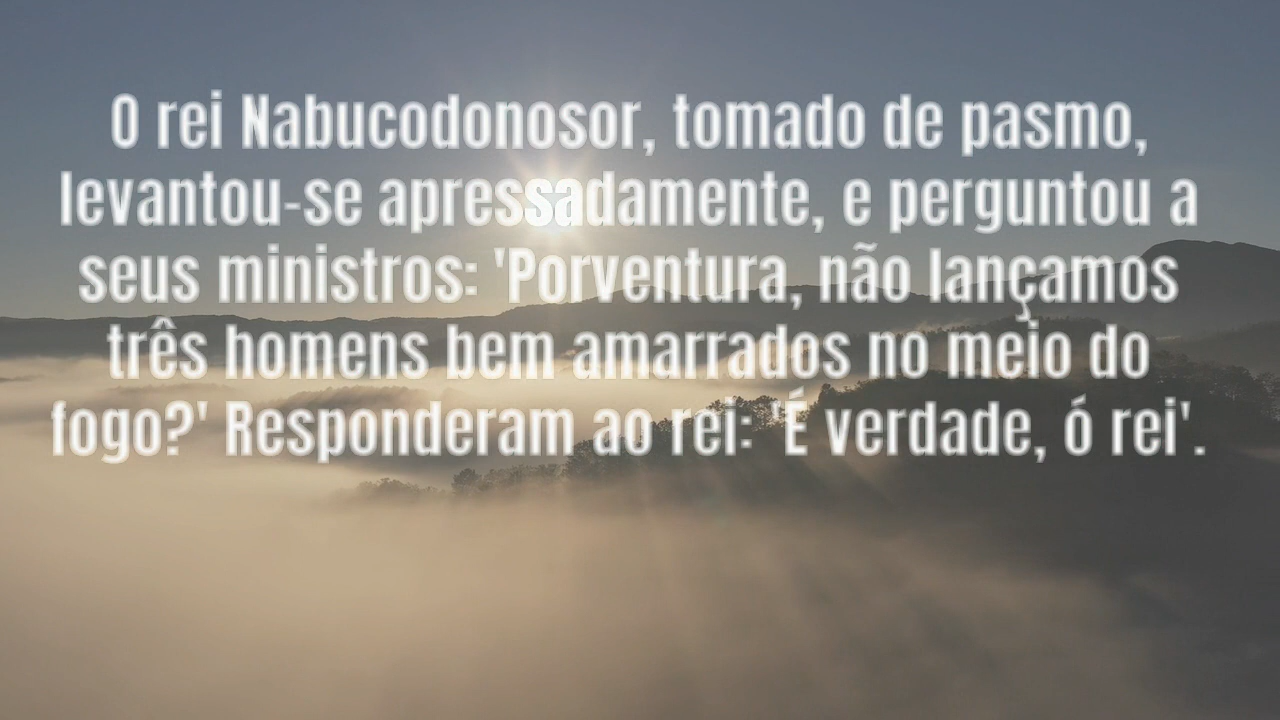 O rei Nabucodonosor, tomado de pasmo,
levantou-se apressadamente, e perguntou a
seus ministros: 'Porventura, não lançamos
três homens bem amarrados no meio do
fogo?' Responderam ao rei: 'É verdade, ó rei'.